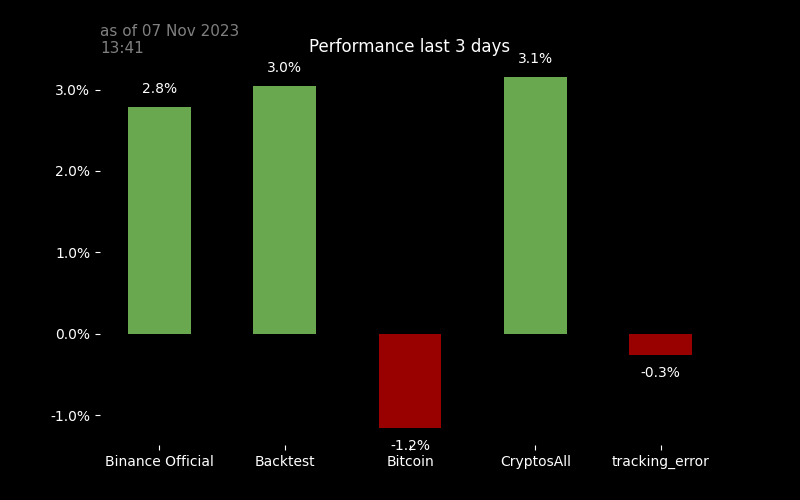 as of 07 Nov 2023
13:41
Performance last 3 days
2.8%
3.0%
-1.2%
3.1%
-0.3%
3.0%
2.0%
1.0%
0.0%
-1.0%
Binance Official
Backtest
Bitcoin
CryptosAll
tracking_error